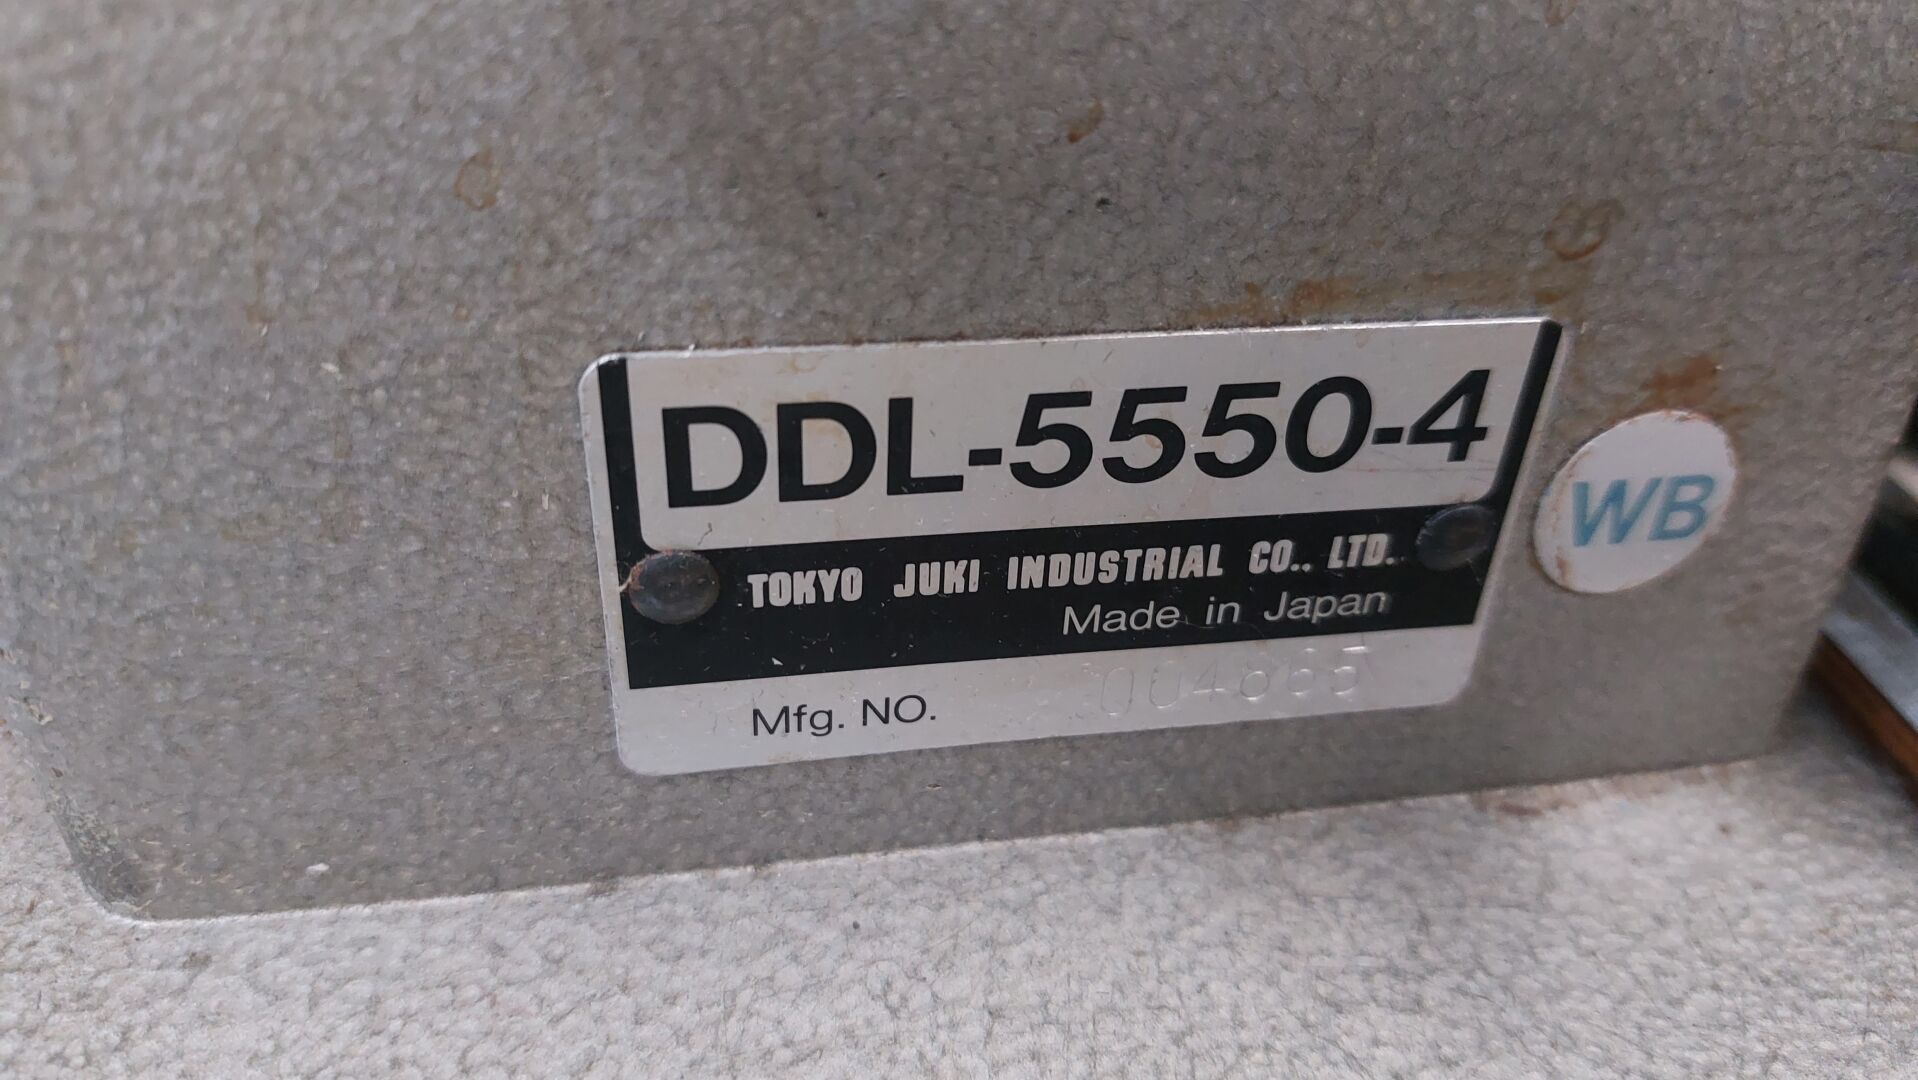 DDL-5550-4
TOKYO JUKI INDUSTRIAL CO., LTD.
Made in Japan
Mfg. NO.
WB